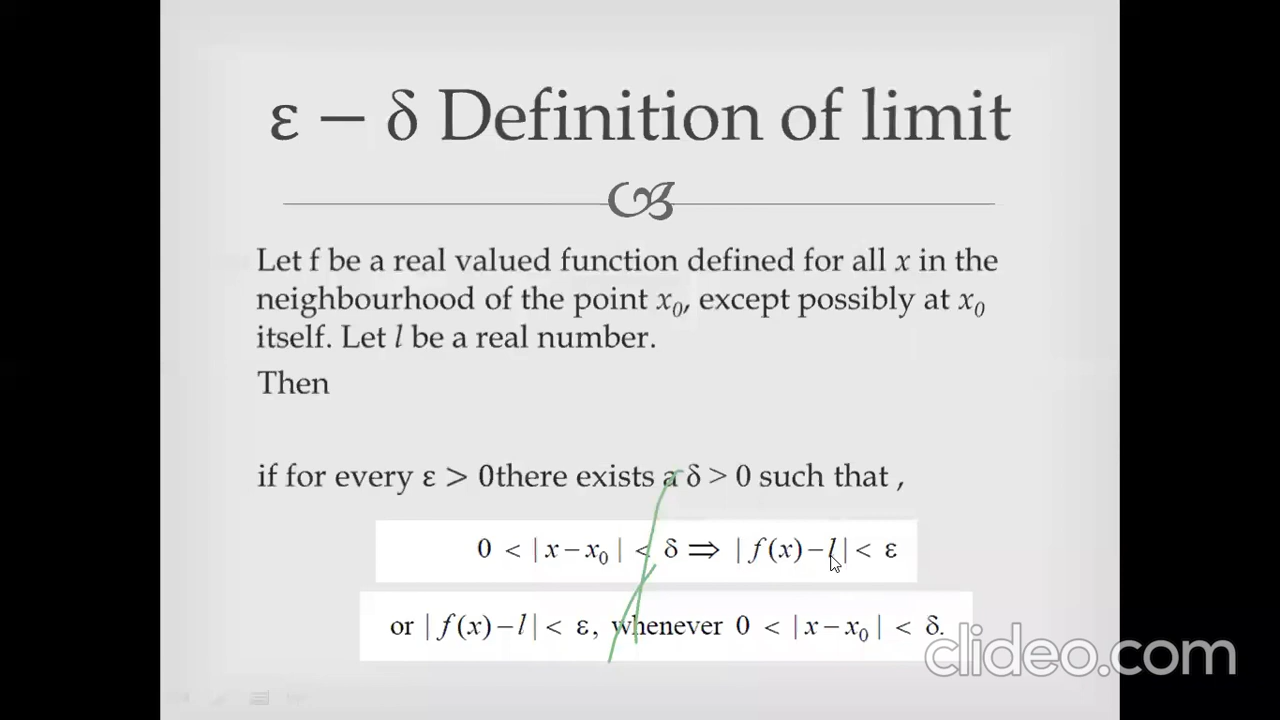 ε – δ Definition of limit
Let f be a real valued function defined for all x in the
neighbourhood of the point x₀, except possibly at x₀
itself. Let l be a real number.
Then
if for every ε > 0there exists a δ > 0 such that ,
0 < | x – x₀ | < δ ⇒ | f(x) – l | < ε
or | f(x) – l | < ε, whenever 0 < | x – x₀ | < δ.
clideo.com